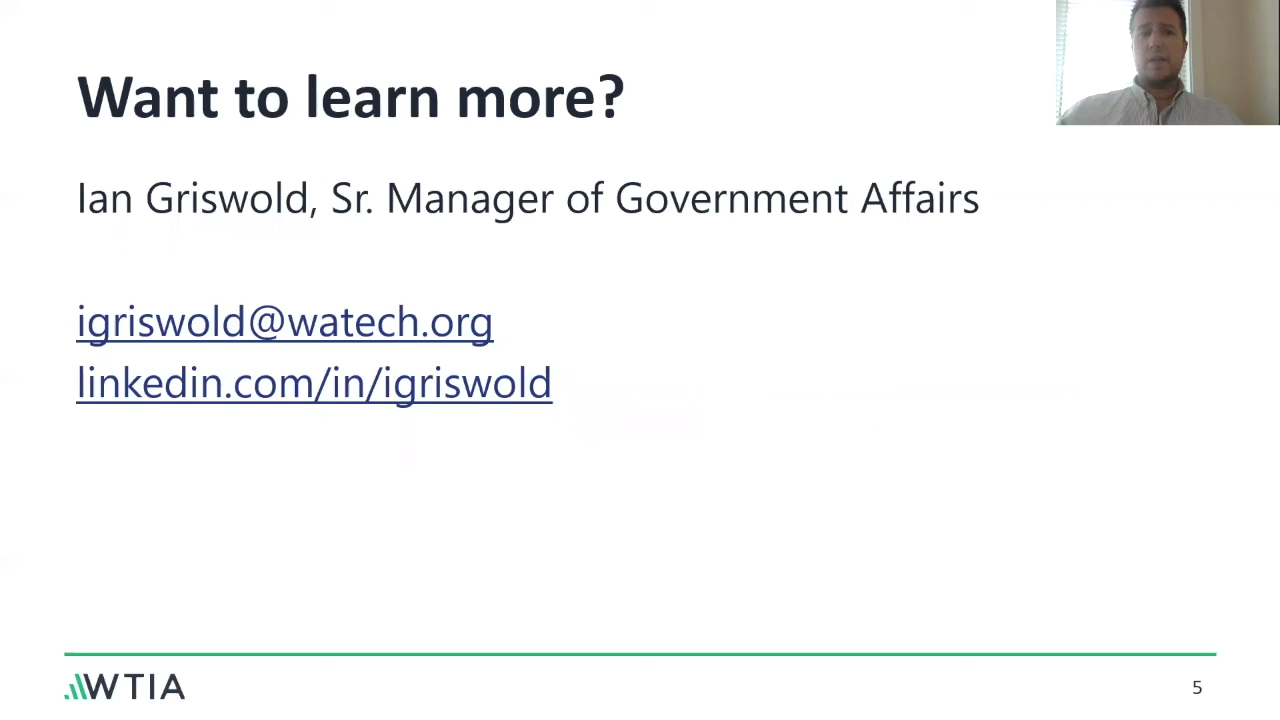 Want to learn more?
Ian Griswold, Sr. Manager of Government Affairs
igriswold@watech.org
linkedin.com/in/igriswold
WTIA
5